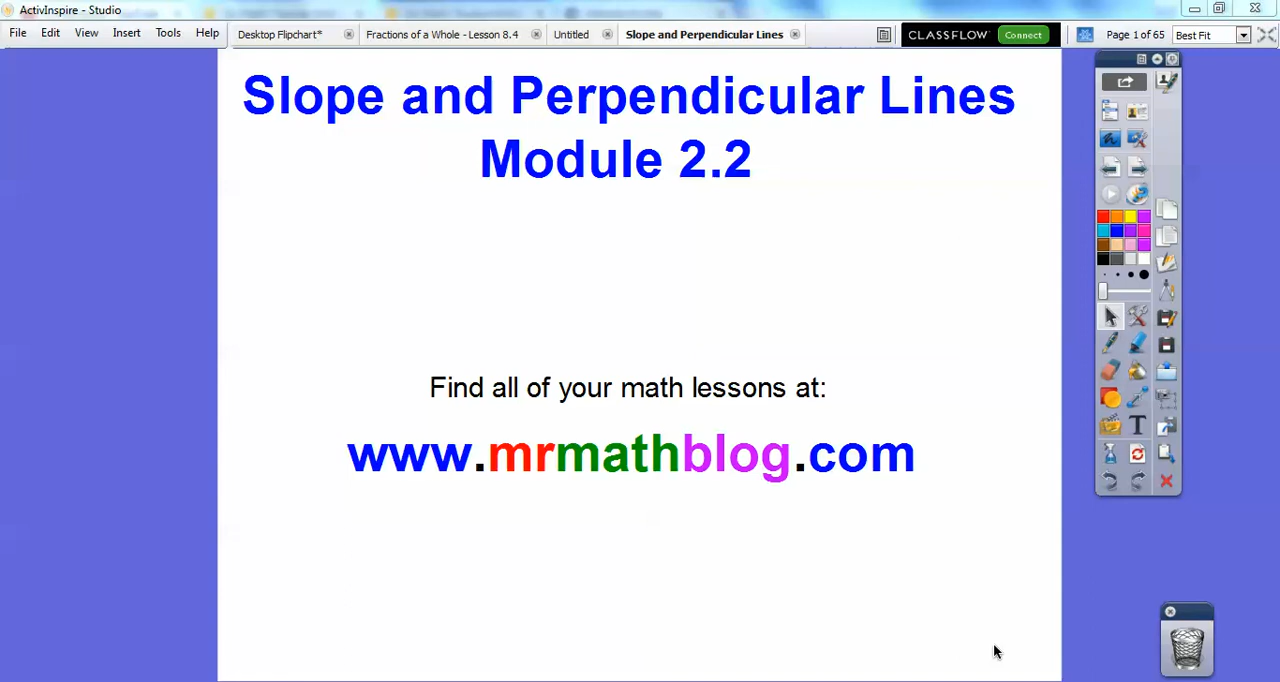 ActivInspire - Studio
File Edit View Insert Tools Help Desktop Flipchart* Fractions of a Whole - Lesson 8.4 Untitled Slope and Perpendicular Lines CLASSFLOW Connect Page 1 of 65 Best Fit
Slope and Perpendicular Lines
Module 2.2
Find all of your math lessons at:
www.mrmathblog.com